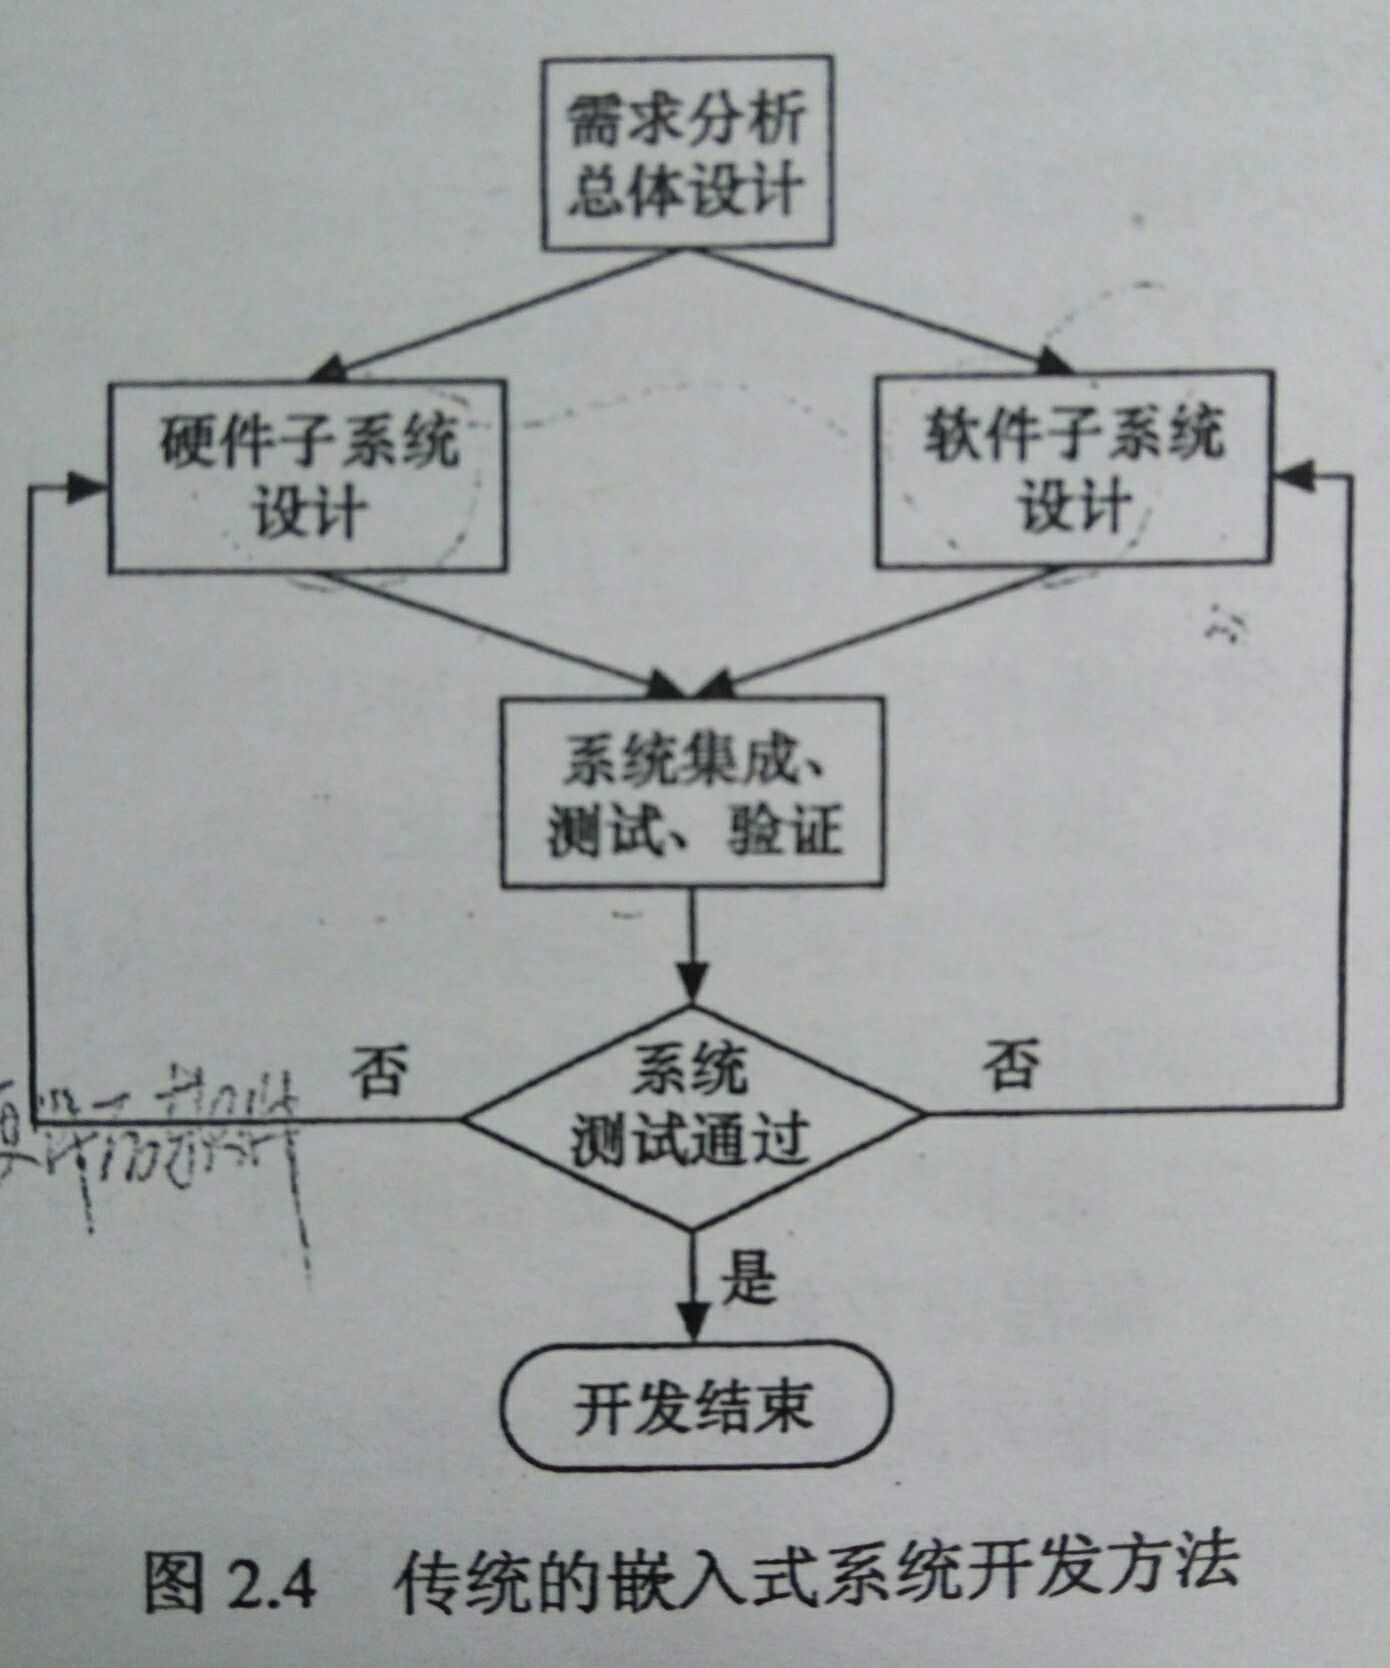 需求分析
总体设计
硬件子系统
设计
软件子系统
设计
系统集成、
测试、验证
否
系统
测试通过
否
是
开发结束
图 2.4 传统的嵌入式系统开发方法